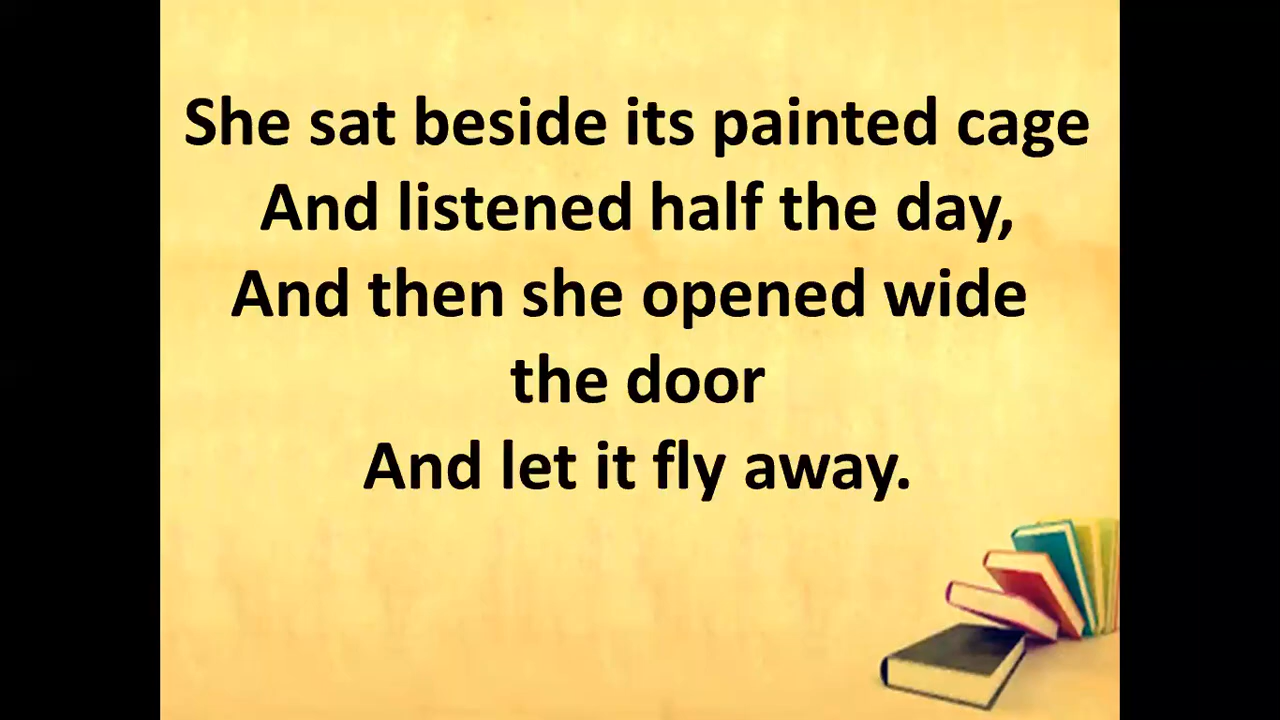 She sat beside its painted cage
And listened half the day,
And then she opened wide
the door
And let it fly away.